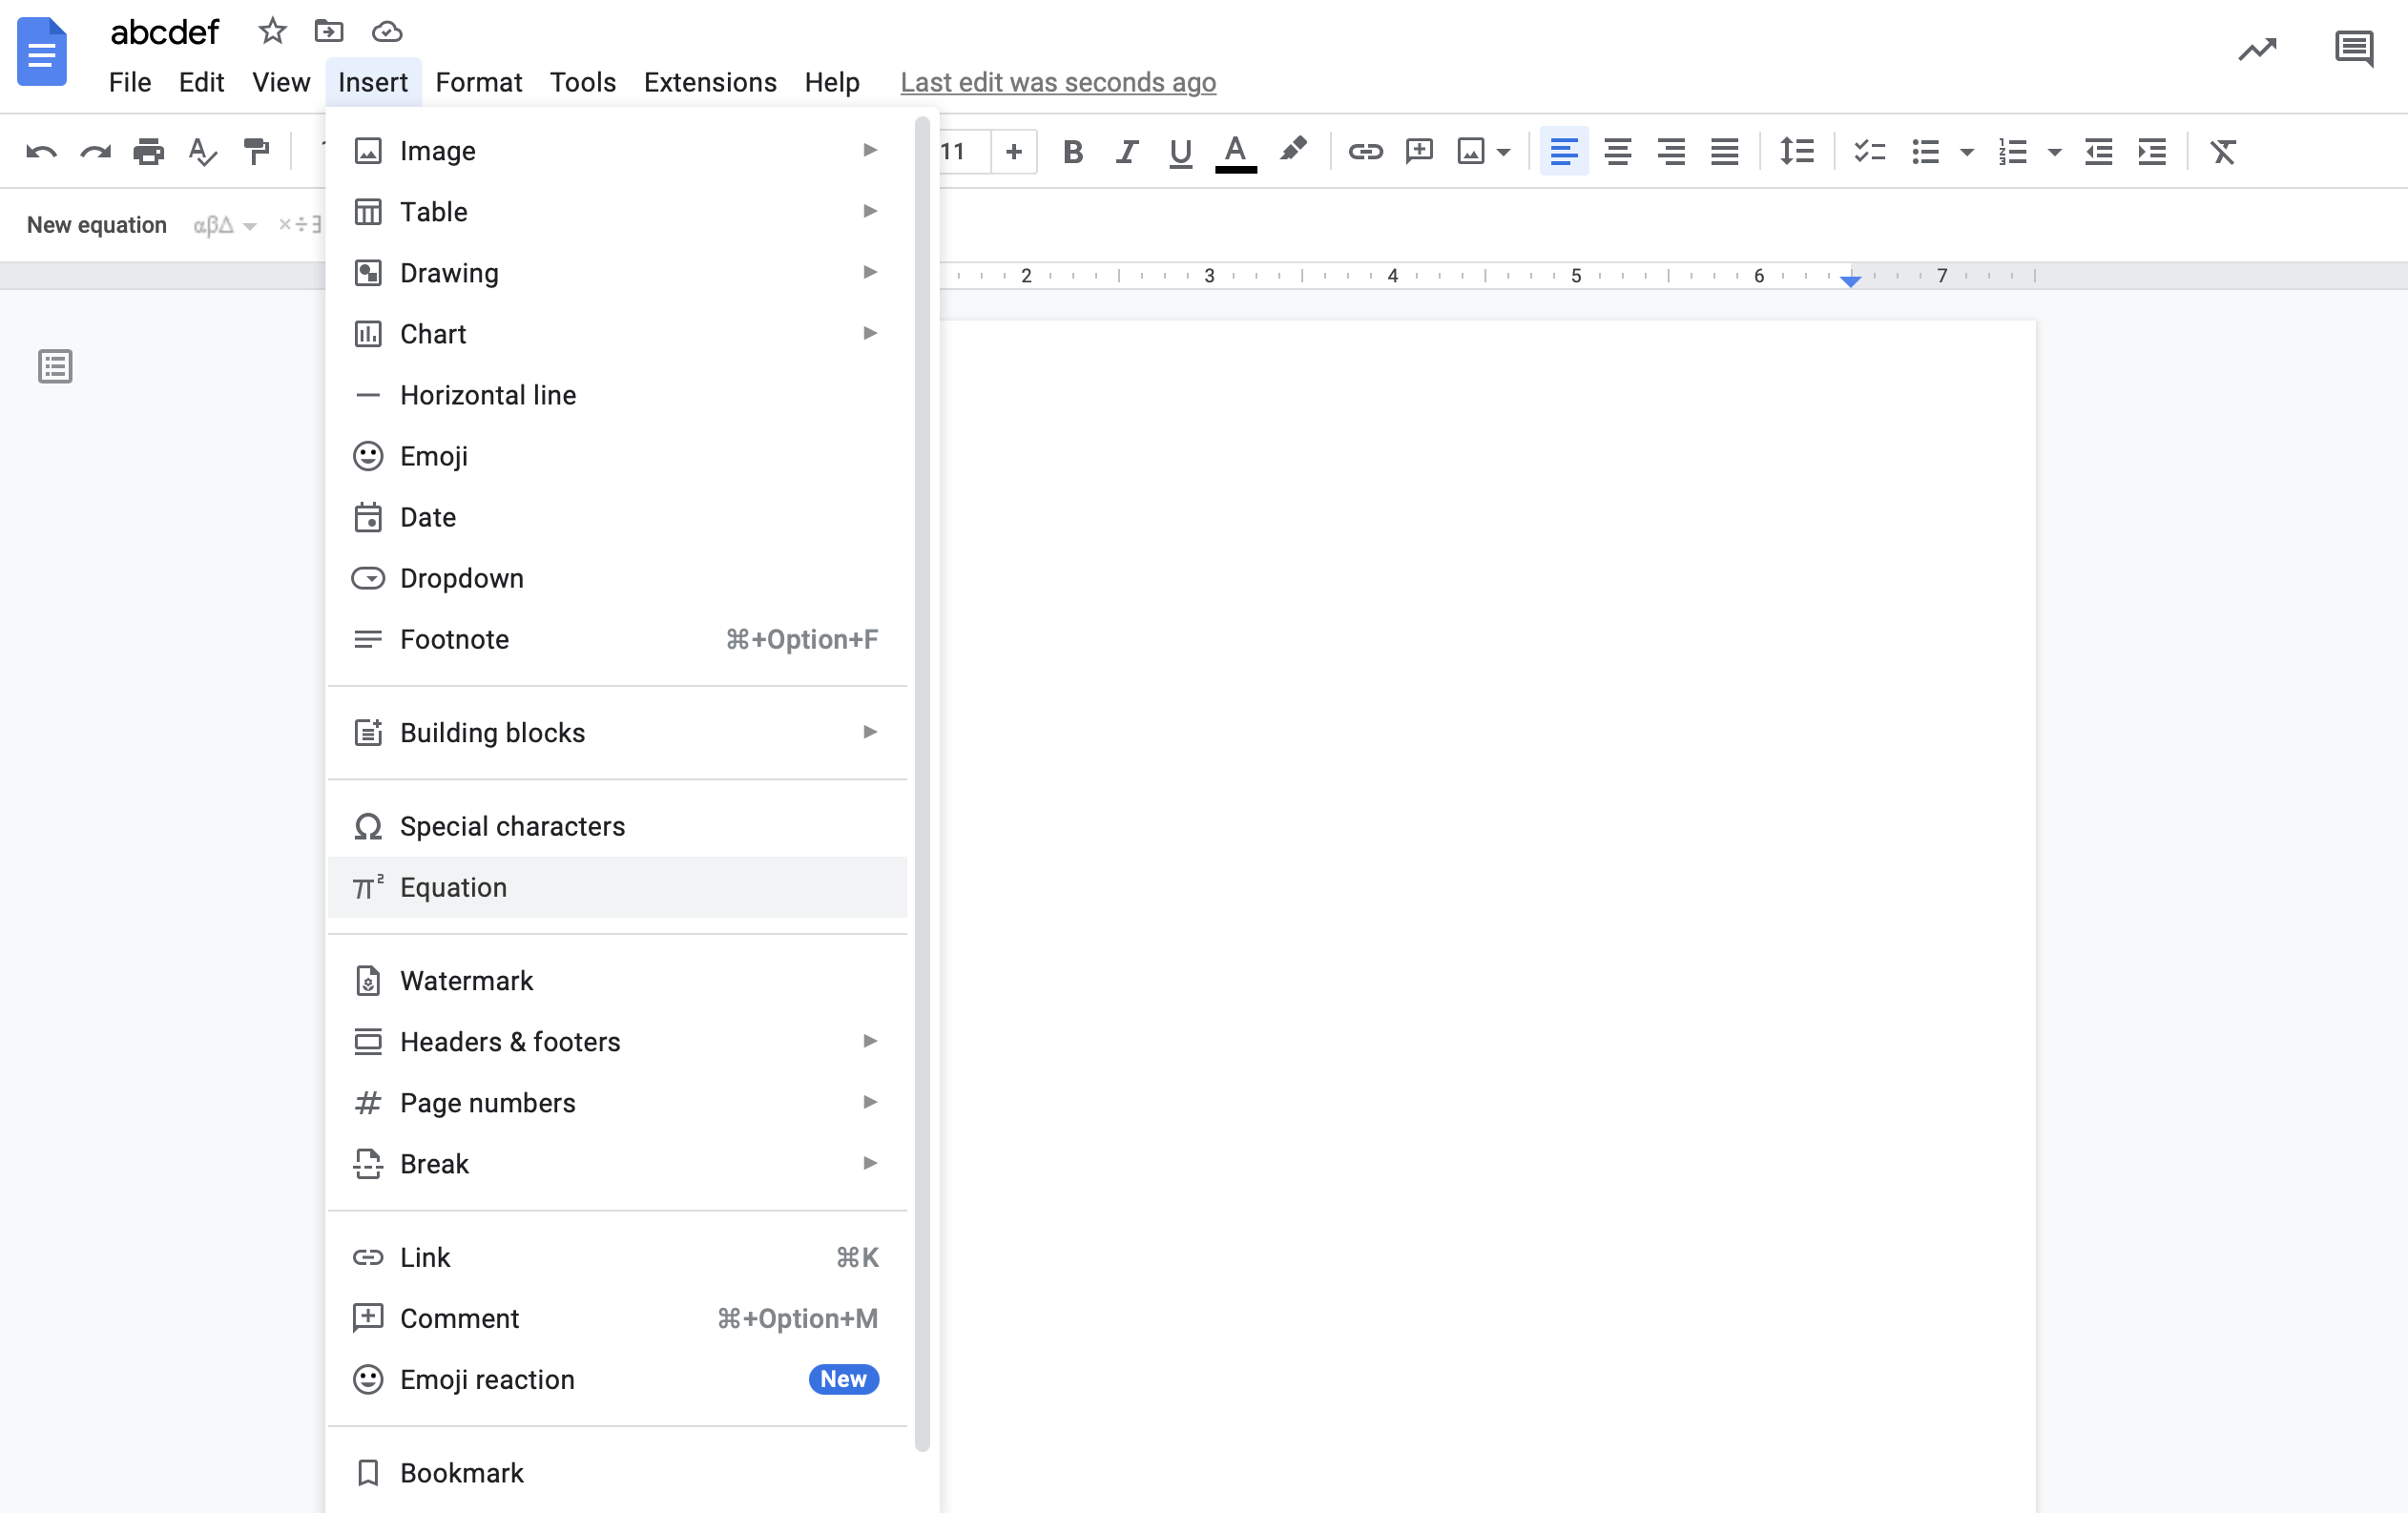 abcdef
File Edit View Insert Format Tools Extensions Help Last edit was seconds ago
11
New equation αβΔ ×÷∃
2 3 4 5 6 7
Image
Table
Drawing
Chart
Horizontal line
Emoji
Date
Dropdown
Footnote ⌘+Option+F
Building blocks
Special characters
Equation
Watermark
Headers & footers
Page numbers
Break
Link ⌘K
Comment ⌘+Option+M
Emoji reaction New
Bookmark